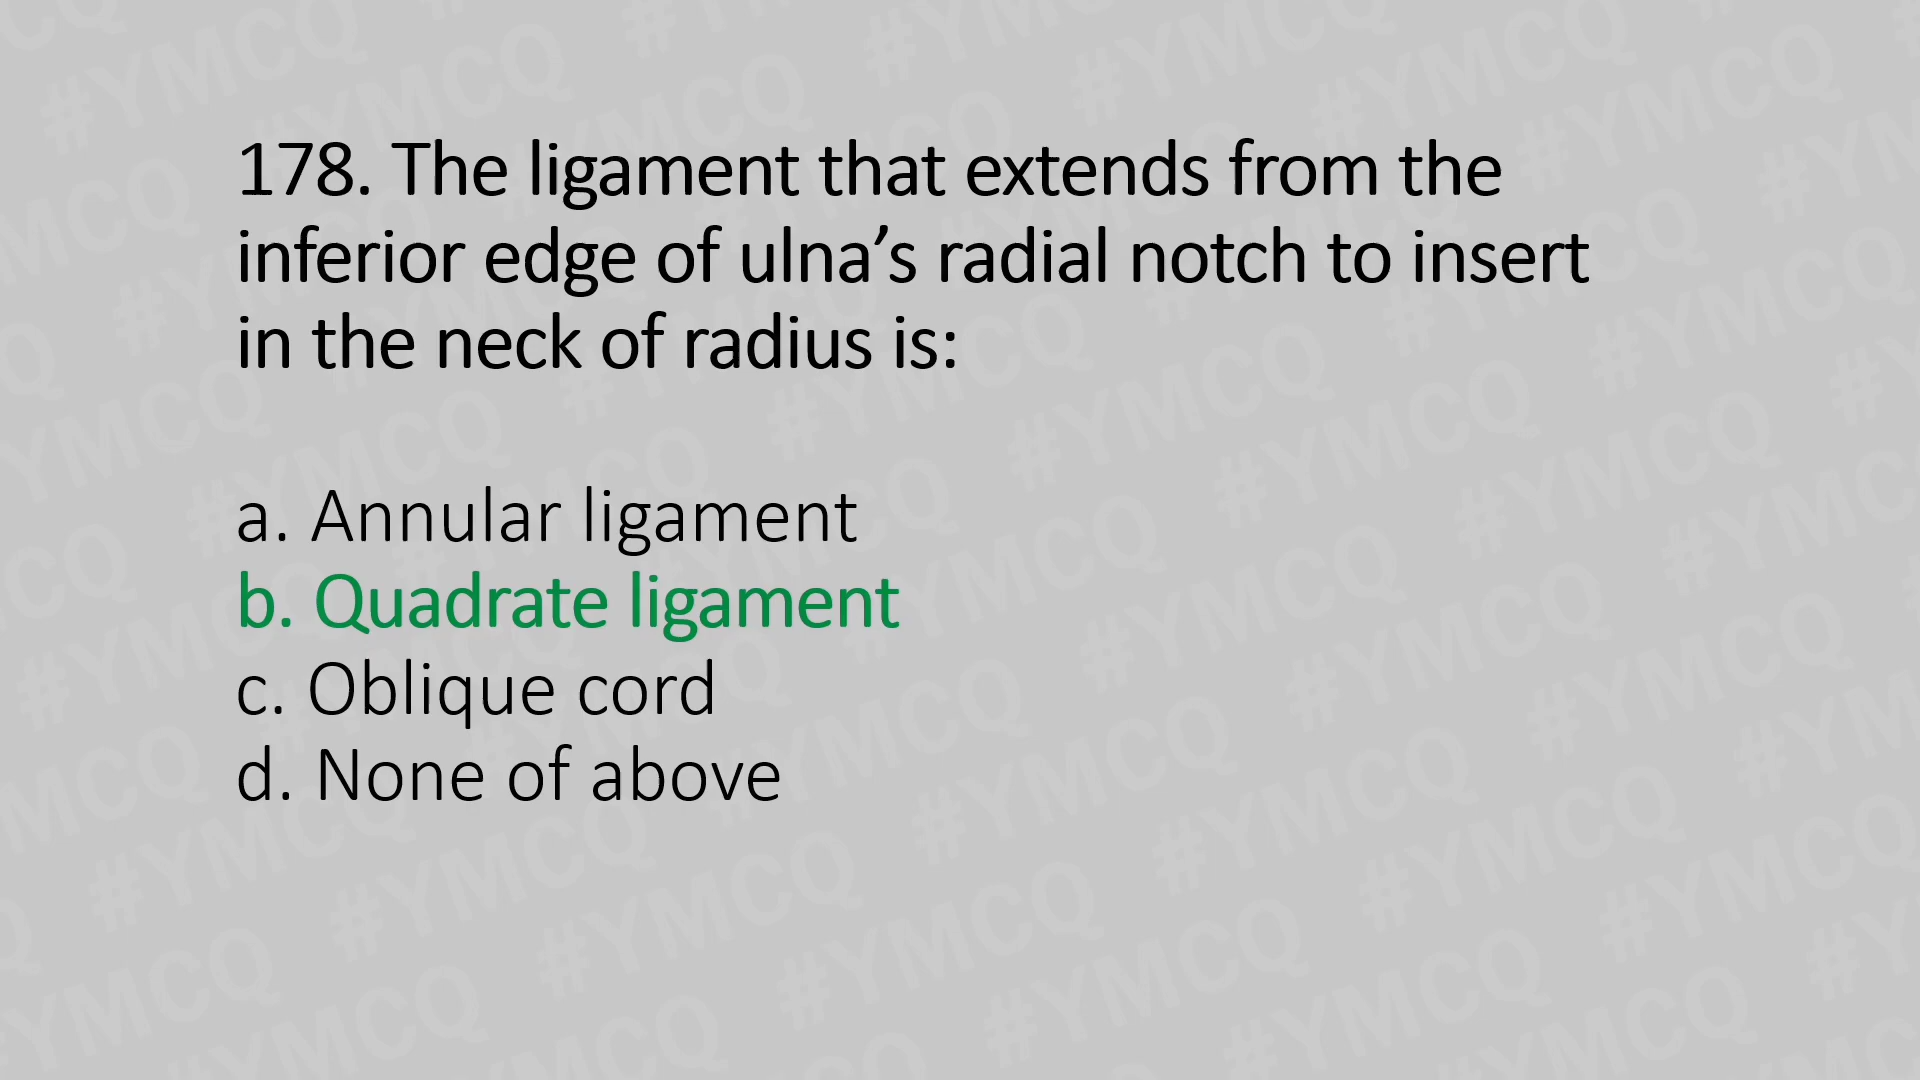 178. The ligament that extends from the
inferior edge of ulna’s radial notch to insert
in the neck of radius is:
a. Annular ligament
b. Quadrate ligament
c. Oblique cord
d. None of above
#YMCQ